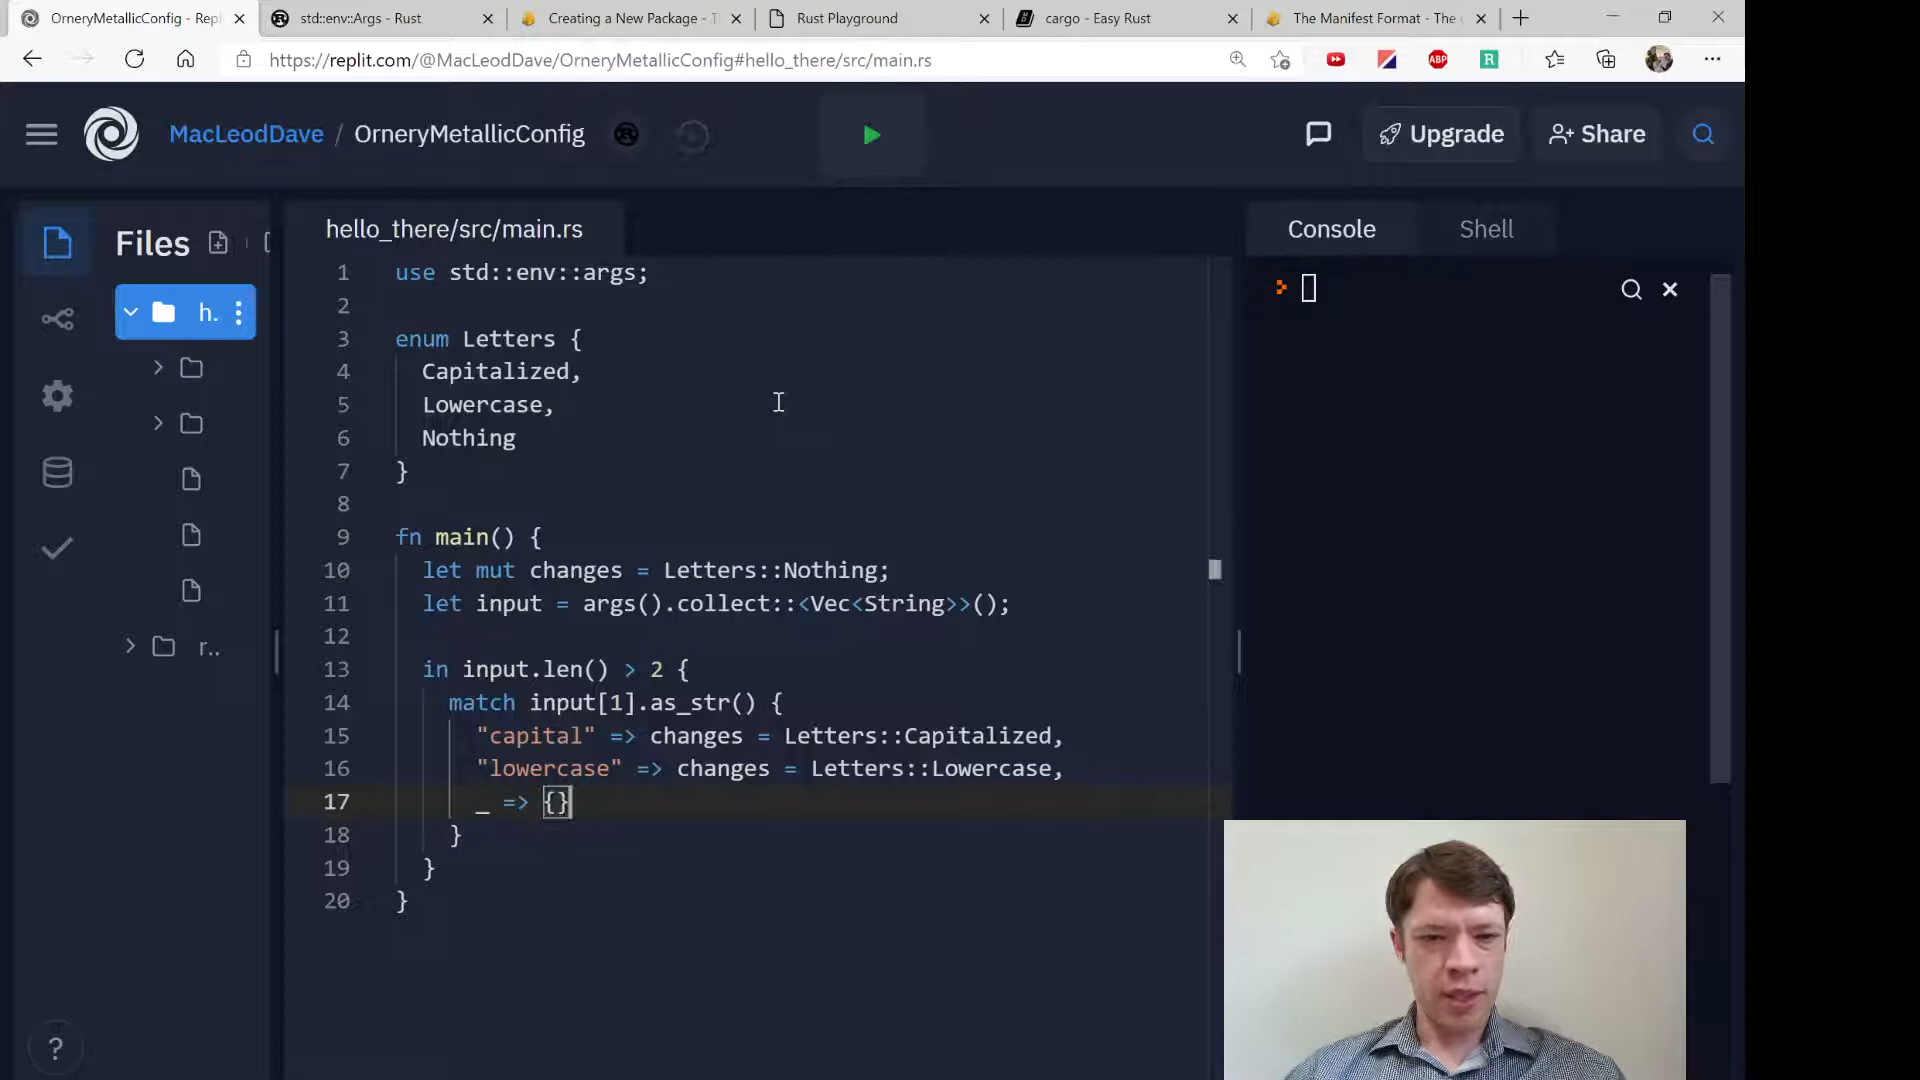 OrneryMetallicConfig - Repl
std::env::Args - Rust
Creating a New Package - T
Rust Playground
cargo - Easy Rust
The Manifest Format - The
https://replit.com/@MacLeodDave/OrneryMetallicConfig#hello_there/src/main.rs
ABP
R
MacLeodDave / OrneryMetallicConfig
Upgrade
Share
Files
h.
r..
hello_there/src/main.rs
Console
Shell
1 use std::env::args;
2
3 enum Letters {
4 Capitalized,
5 Lowercase,
6 Nothing
7 }
8
9 fn main() {
10 let mut changes = Letters::Nothing;
11 let input = args().collect::<Vec<String>>();
12
13 in input.len() > 2 {
14 match input[1].as_str() {
15 "capital" => changes = Letters::Capitalized,
16 "lowercase" => changes = Letters::Lowercase,
17 _ => {}
18 }
19 }
20 }
?